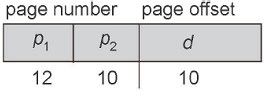 page number page offset
p₁ p₂ d
12 10 10